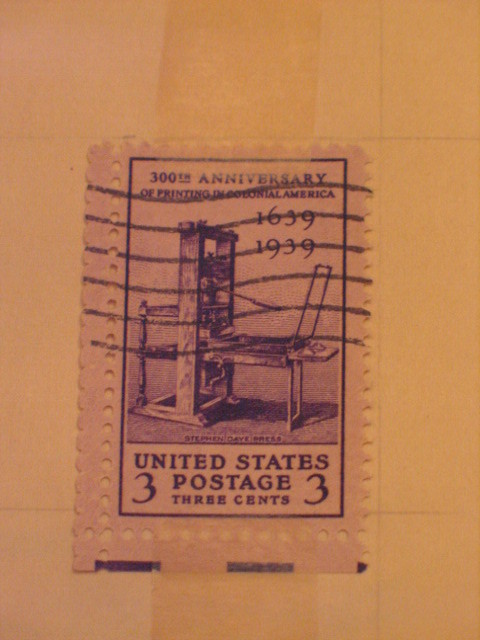 300TH ANNIVERSARY
OF PRINTING IN COLONIAL AMERICA
1639
1939
STEPHEN DAYE PRESS
UNITED STATES
3 POSTAGE 3
THREE CENTS